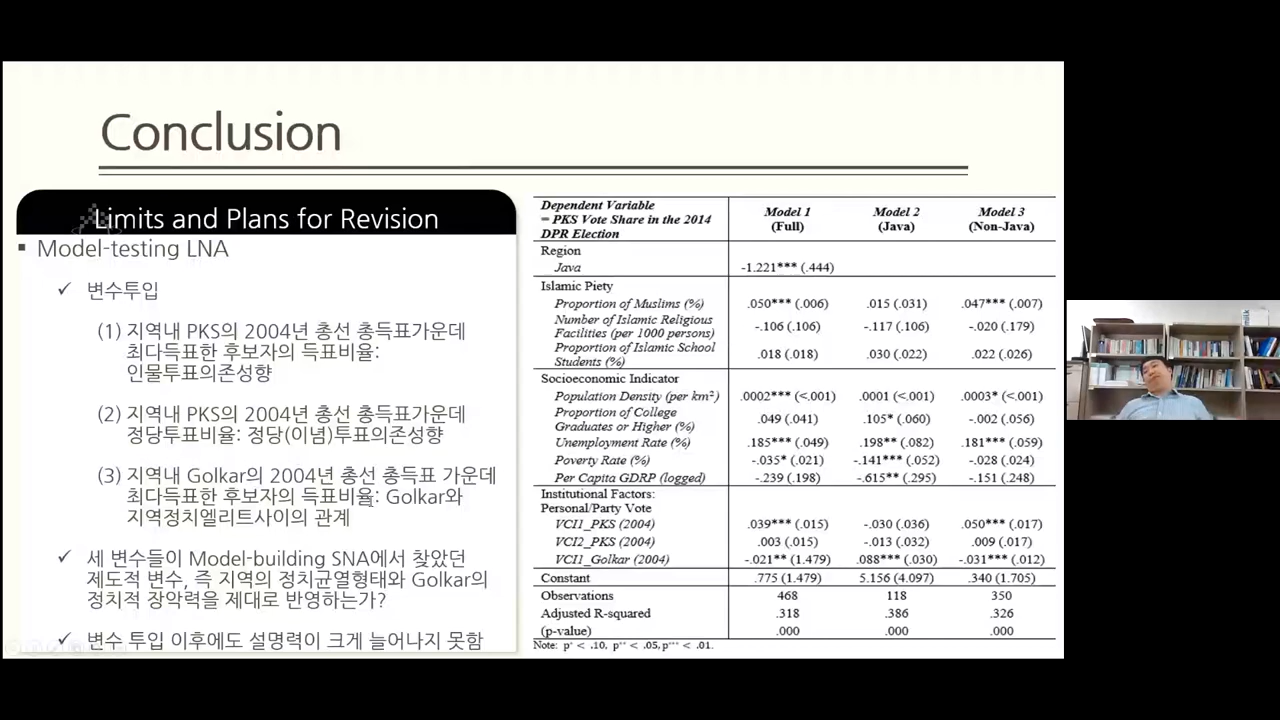 Conclusion
Limits and Plans for Revision
▪ Model-testing LNA
✓ 변수투입
(1) 지역내 PKS의 2004년 총선 총득표가운데
최다득표한 후보자의 득표비율:
인물투표의존성향
(2) 지역내 PKS의 2004년 총선 총득표가운데
정당투표비율: 정당(이념)투표의존성향
(3) 지역내 Golkar의 2004년 총선 총득표 가운데
최다득표한 후보자의 득표비율: Golkar와
지역정치엘리트사이의 관계
✓ 세 변수들이 Model-building SNA에서 찾았던
제도적 변수, 즉 지역의 정치균열형태와 Golkar의
정치적 장악력을 제대로 반영하는가?
✓ 변수 투입 이후에도 설명력이 크게 늘어나지 못함
Dependent Variable
= PKS Vote Share in the 2014
DPR Election
Model 1
(Full)
Model 2
(Java)
Model 3
(Non-Java)
Region
Java -1.221*** (.444)
Islamic Piety
Proportion of Muslims (%) .050*** (.006) .015 (.031) .047*** (.007)
Number of Islamic Religious
Facilities (per 1000 persons) -.106 (.106) -.117 (.106) -.020 (.179)
Proportion of Islamic School
Students (%) .018 (.018) .030 (.022) .022 (.026)
Socioeconomic Indicator
Population Density (per km²) .0002*** (<.001) .0001 (<.001) .0003* (<.001)
Proportion of College
Graduates or Higher (%) .049 (.041) .105* (.060) -.002 (.056)
Unemployment Rate (%) .185*** (.049) .198** (.082) .181*** (.059)
Poverty Rate (%) -.035* (.021) -.141*** (.052) -.028 (.024)
Per Capita GDRP (logged) -.239 (.198) -.615** (.295) -.151 (.248)
Institutional Factors:
Personal/Party Vote
VCI1_PKS (2004) .039*** (.015) -.030 (.036) .050*** (.017)
VCI2_PKS (2004) .003 (.015) -.013 (.032) .009 (.017)
VCI1_Golkar (2004) -.021** (1.479) .088*** (.030) -.031*** (.012)
Constant .775 (1.479) 5.156 (4.097) .340 (1.705)
Observations 468 118 350
Adjusted R-squared .318 .386 .326
(p-value) .000 .000 .000
Note: p* < .10, p** < .05, p*** < .01.